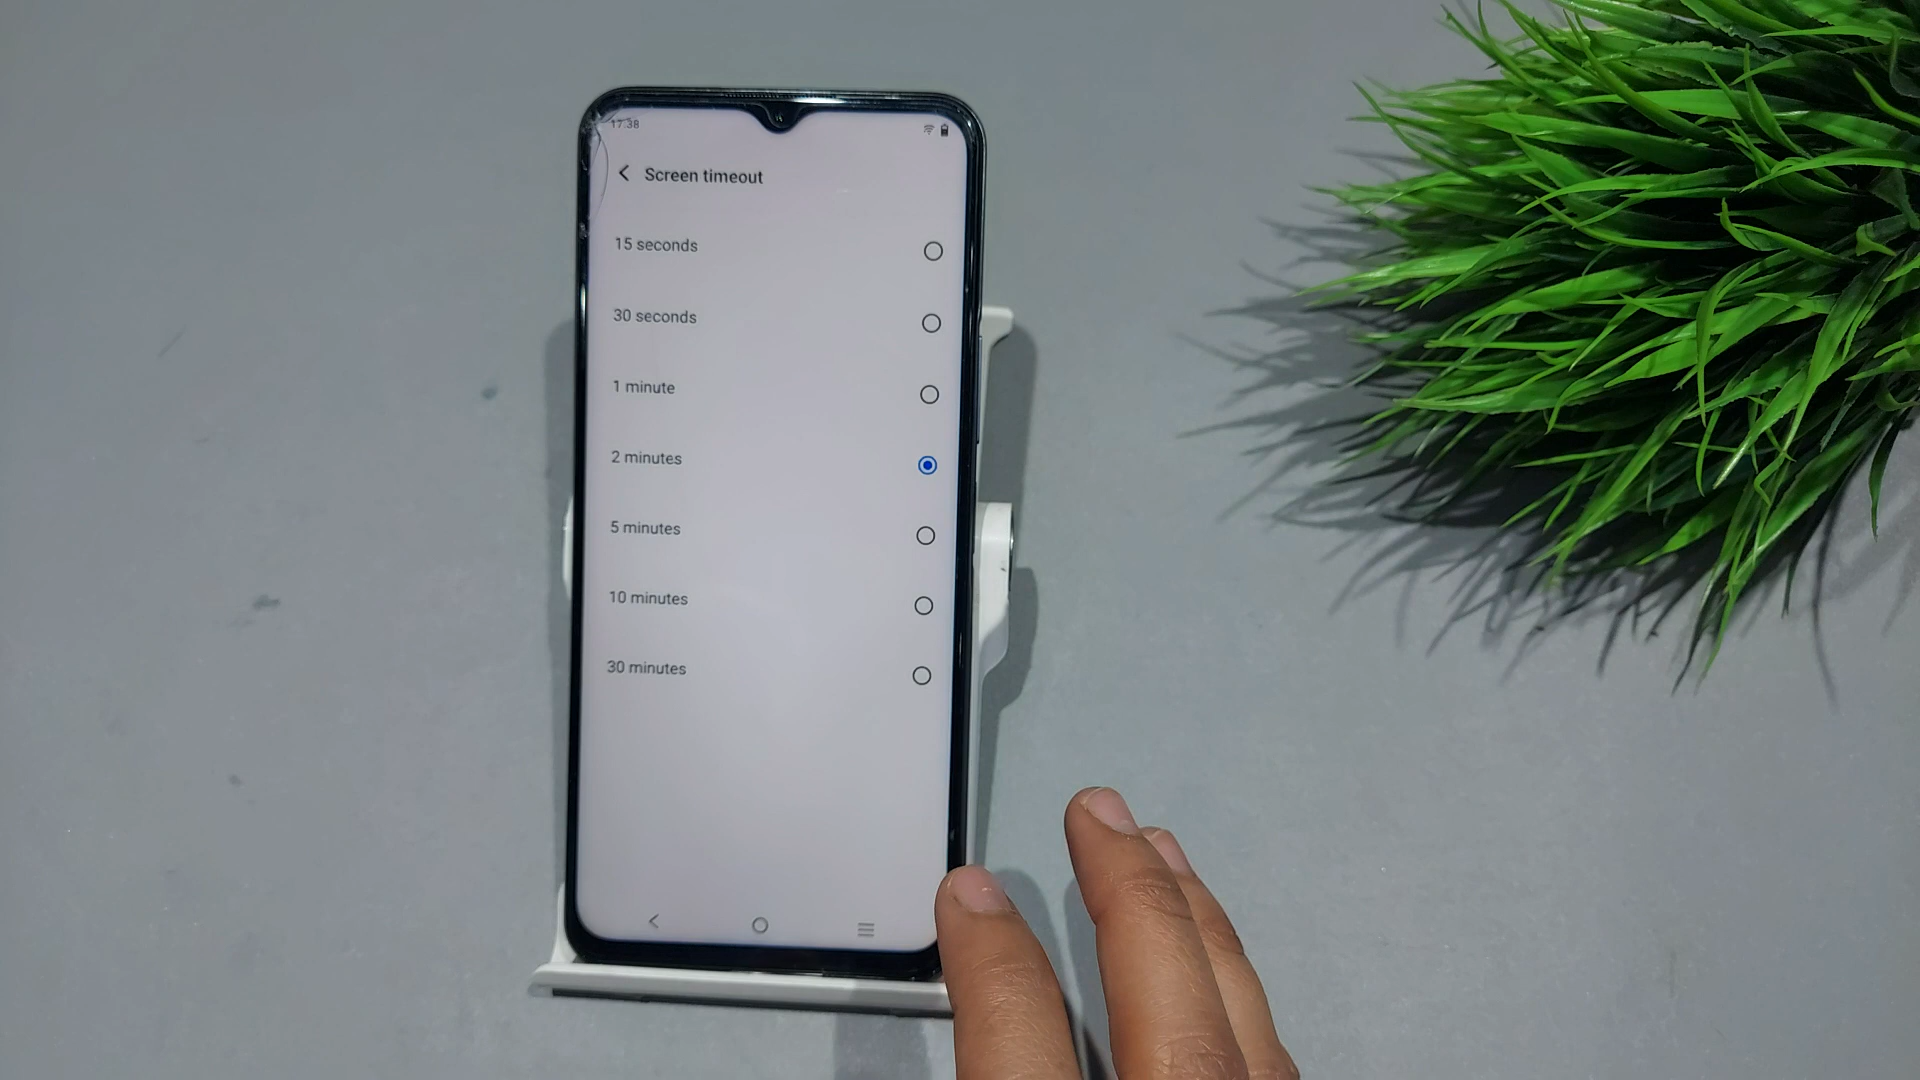 17:38
Screen timeout
15 seconds
30 seconds
1 minute
2 minutes
5 minutes
10 minutes
30 minutes